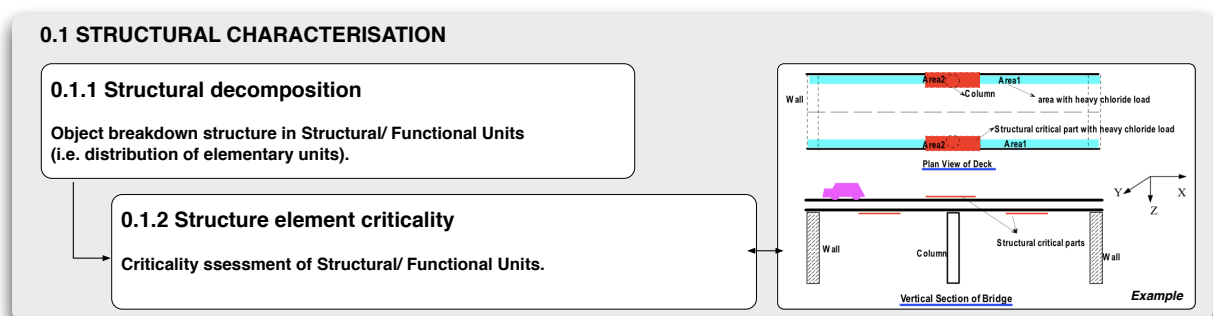 0.1 STRUCTURAL CHARACTERISATION
0.1.1 Structural decomposition
Object breakdown structure in Structural/ Functional Units
(i.e. distribution of elementary units).
0.1.2 Structure element criticality
Criticality ssessment of Structural/ Functional Units.
Area2
Area1
Column
Wall
area with heavy chloride load
Structural critical part with heavy chloride load
Area2
Area1
Plan View of Deck
Y
X
Z
Wall
Column
Structural critical parts
Wall
Vertical Section of Bridge
Example